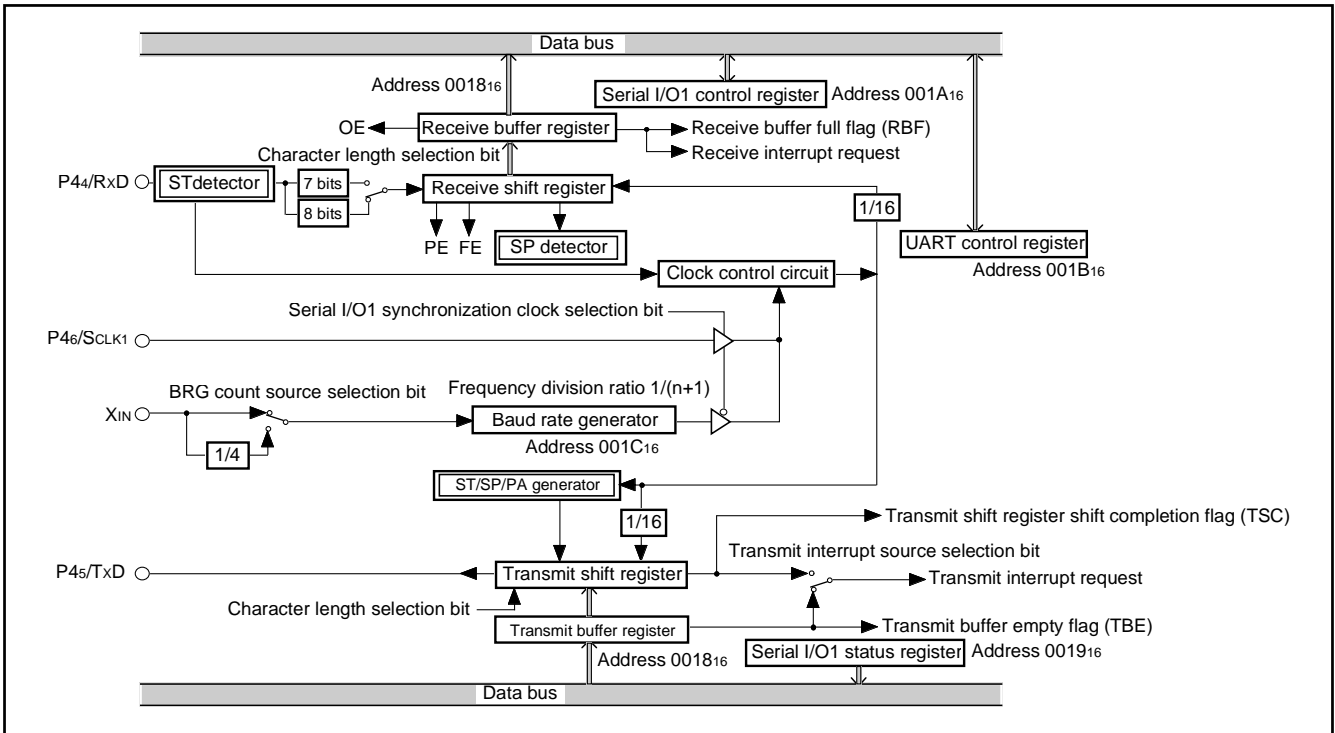 Data bus
Address 0018₁₆
Serial I/O1 control register
Address 001A₁₆
OE
Receive buffer register
Receive buffer full flag (RBF)
Character length selection bit
Receive interrupt request
P4₄/RxD
STdetector
7 bits
8 bits
Receive shift register
1/16
PE
FE
SP detector
UART control register
Address 001B₁₆
Clock control circuit
Serial I/O1 synchronization clock selection bit
P4₆/SCLK1
BRG count source selection bit
Frequency division ratio 1/(n+1)
XIN
Baud rate generator
1/4
Address 001C₁₆
ST/SP/PA generator
1/16
Transmit shift register shift completion flag (TSC)
Transmit interrupt source selection bit
P4₅/TxD
Transmit shift register
Transmit interrupt request
Character length selection bit
Transmit buffer register
Transmit buffer empty flag (TBE)
Address 0018₁₆
Serial I/O1 status register
Address 0019₁₆
Data bus